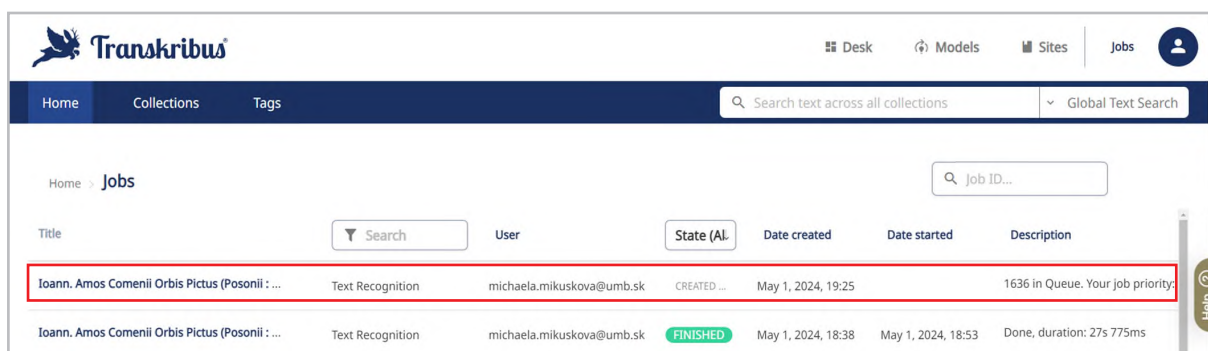 Transkribus
Desk Models Sites Jobs
Home Collections Tags Search text across all collections Global Text Search
Home > Jobs Job ID...
Title Search User State (Al Date created Date started Description
Ioann. Amos Comenii Orbis Pictus (Posonii : ... Text Recognition michaela.mikuskova@umb.sk CREATED ... May 1, 2024, 19:25 1636 in Queue. Your job priority:
Ioann. Amos Comenii Orbis Pictus (Posonii : ... Text Recognition michaela.mikuskova@umb.sk FINISHED May 1, 2024, 18:38 May 1, 2024, 18:53 Done, duration: 27s 775ms
Help